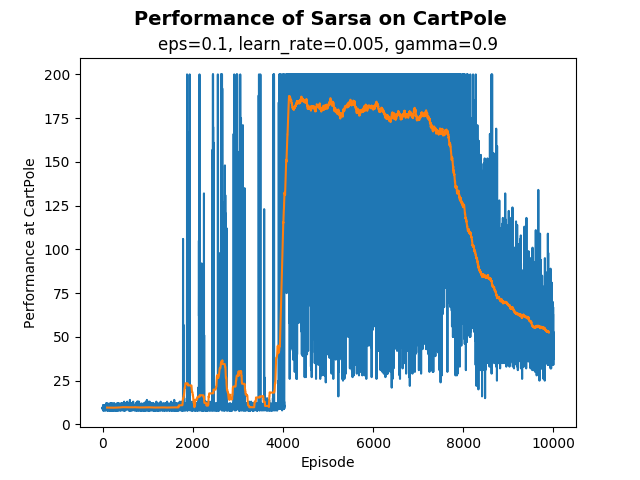 Performance of Sarsa on CartPole
eps=0.1, learn_rate=0.005, gamma=0.9
200
175
150
125
100
75
50
25
0
Performance at CartPole
0 2000 4000 6000 8000 10000
Episode